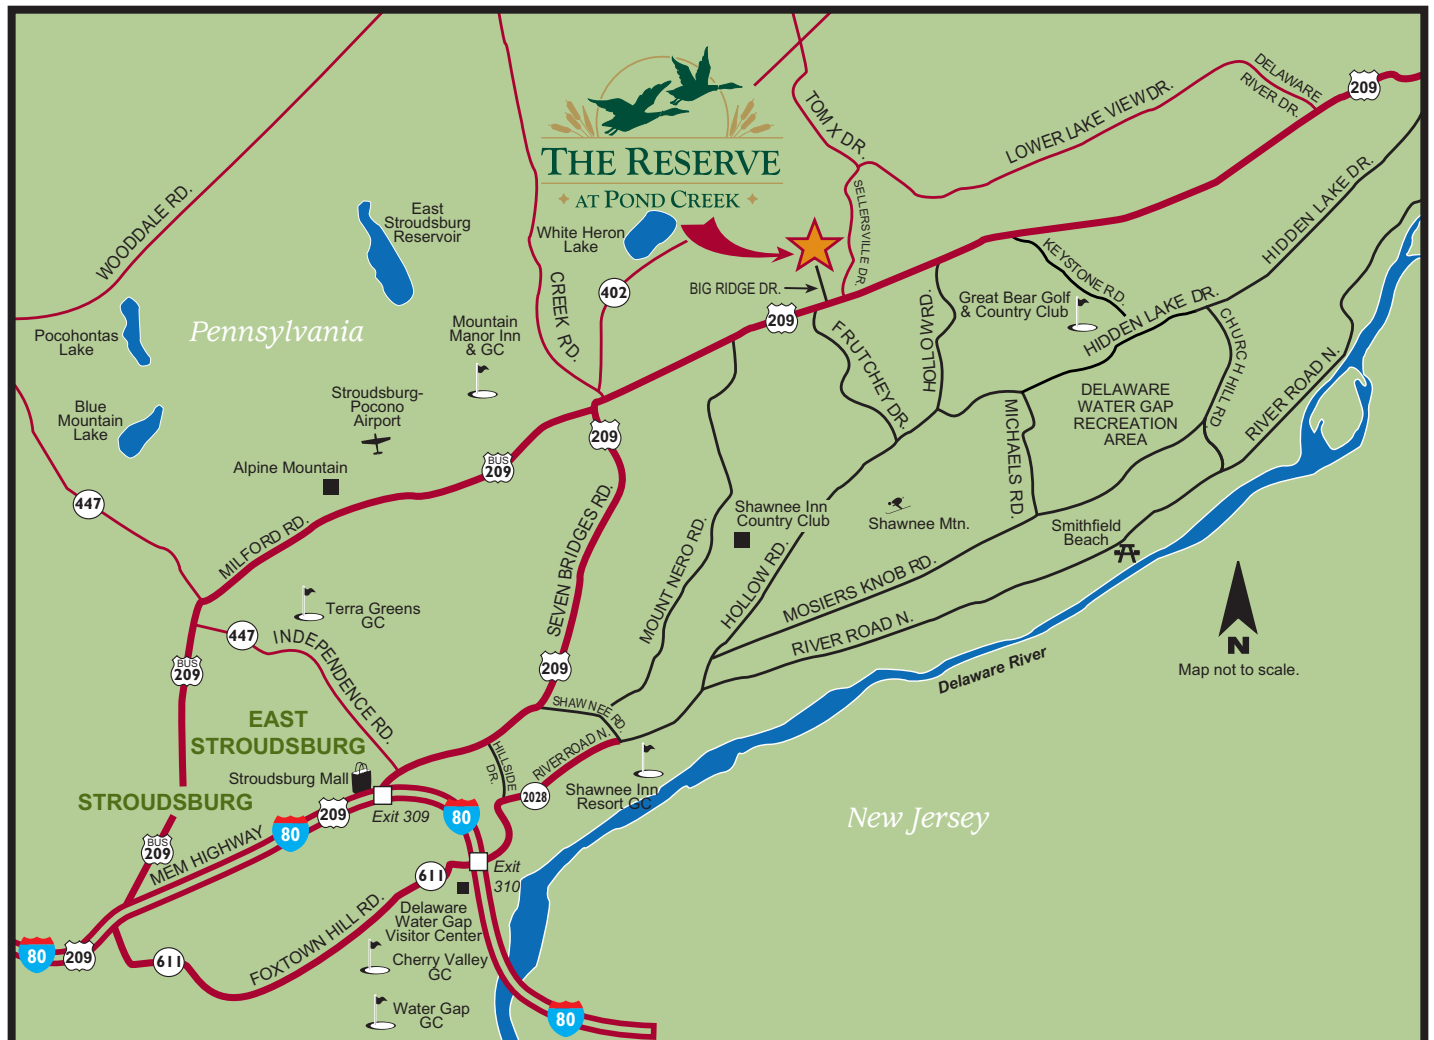 THE RESERVE
AT POND CREEK
DELAWARE
RIVER DR.
209
LOWER LAKE VIEW DR.
TOM X DR.
SELLERSVILLE DR.
HIDDEN LAKE DR.
WOODDALE RD.
East
Stroudsburg
Reservoir
White Heron
Lake
402
BIG RIDGE DR.
209
KEYSTONE RD.
Great Bear Golf
& Country Club
HIDDEN LAKE DR.
CREEK RD.
Pocohontas
Lake
Pennsylvania
Mountain
Manor Inn
& GC
FRUTCHEY DR.
HOLLOW RD.
CHURCH HILL RD.
RIVER ROAD N.
Blue
Mountain
Lake
Stroudsburg-
Pocono
Airport
DELAWARE
WATER GAP
RECREATION
AREA
MICHAELS RD.
209
BUS
209
Alpine Mountain
447
MILFORD RD.
SEVEN BRIDGES RD.
MOUNT NERO RD.
Shawnee Inn
Country Club
Shawnee Mtn.
Smithfield
Beach
HOLLOW RD.
MOSIERS KNOB RD.
RIVER ROAD N.
Terra Greens
GC
447
INDEPENDENCE RD.
BUS
209
209
N
Map not to scale.
Delaware River
SHAWNEE RD.
EAST
STROUDSBURG
HILLSIDE
DR.
RIVER ROAD N.
Stroudsburg Mall
STROUDSBURG
209
Exit 309
80
2028
Shawnee Inn
Resort GC
New Jersey
80
BUS
209
MEM HIGHWAY
611
Exit
310
FOXTOWN HILL RD.
Delaware
Water Gap
Visitor Center
80
209
611
Cherry Valley
GC
Water Gap
GC
80